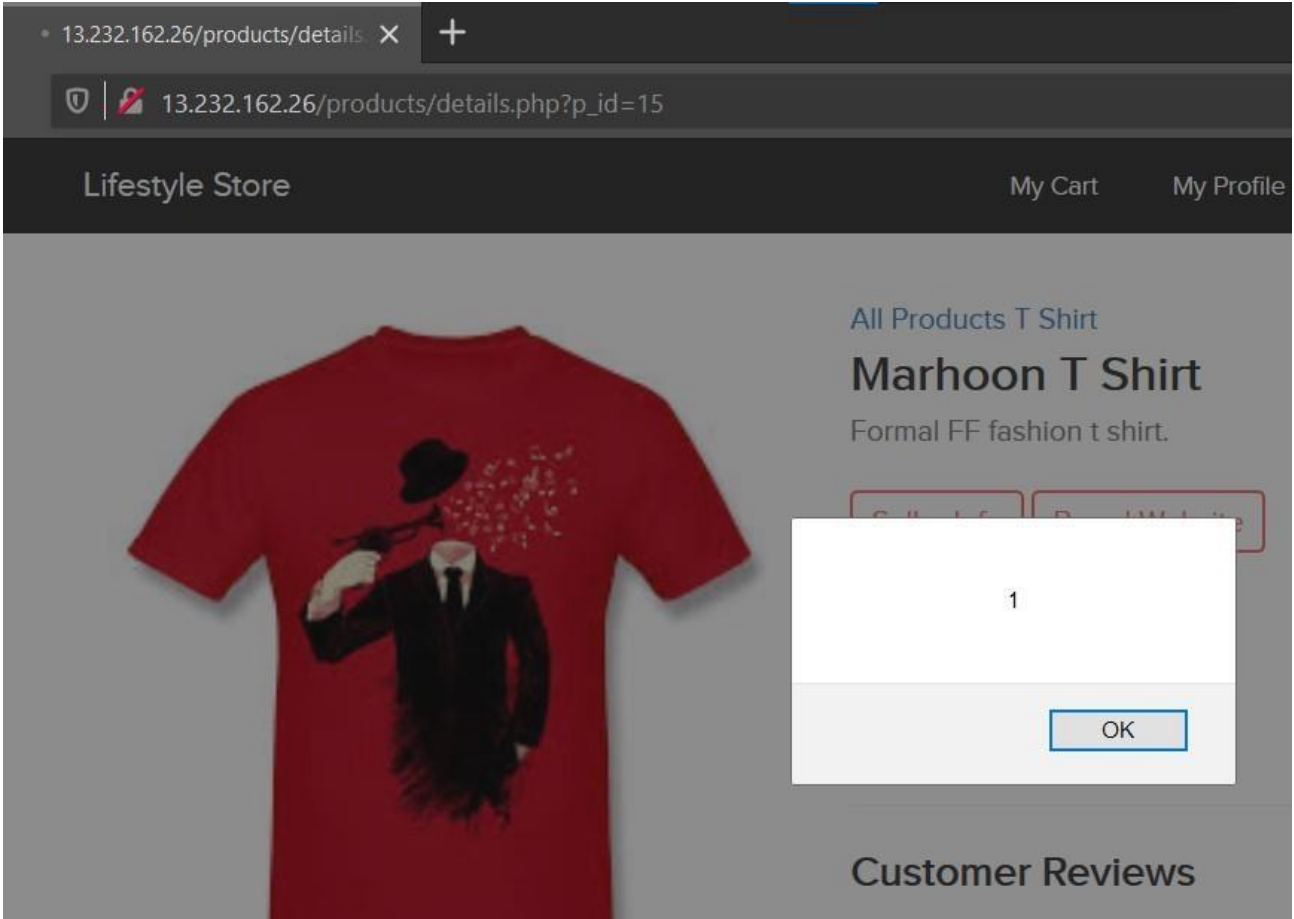 13.232.162.26/products/details.
13.232.162.26/products/details.php?p_id=15
Lifestyle Store My Cart My Profile
All Products T Shirt
Marhoon T Shirt
Formal FF fashion t shirt.
1
OK
Customer Reviews